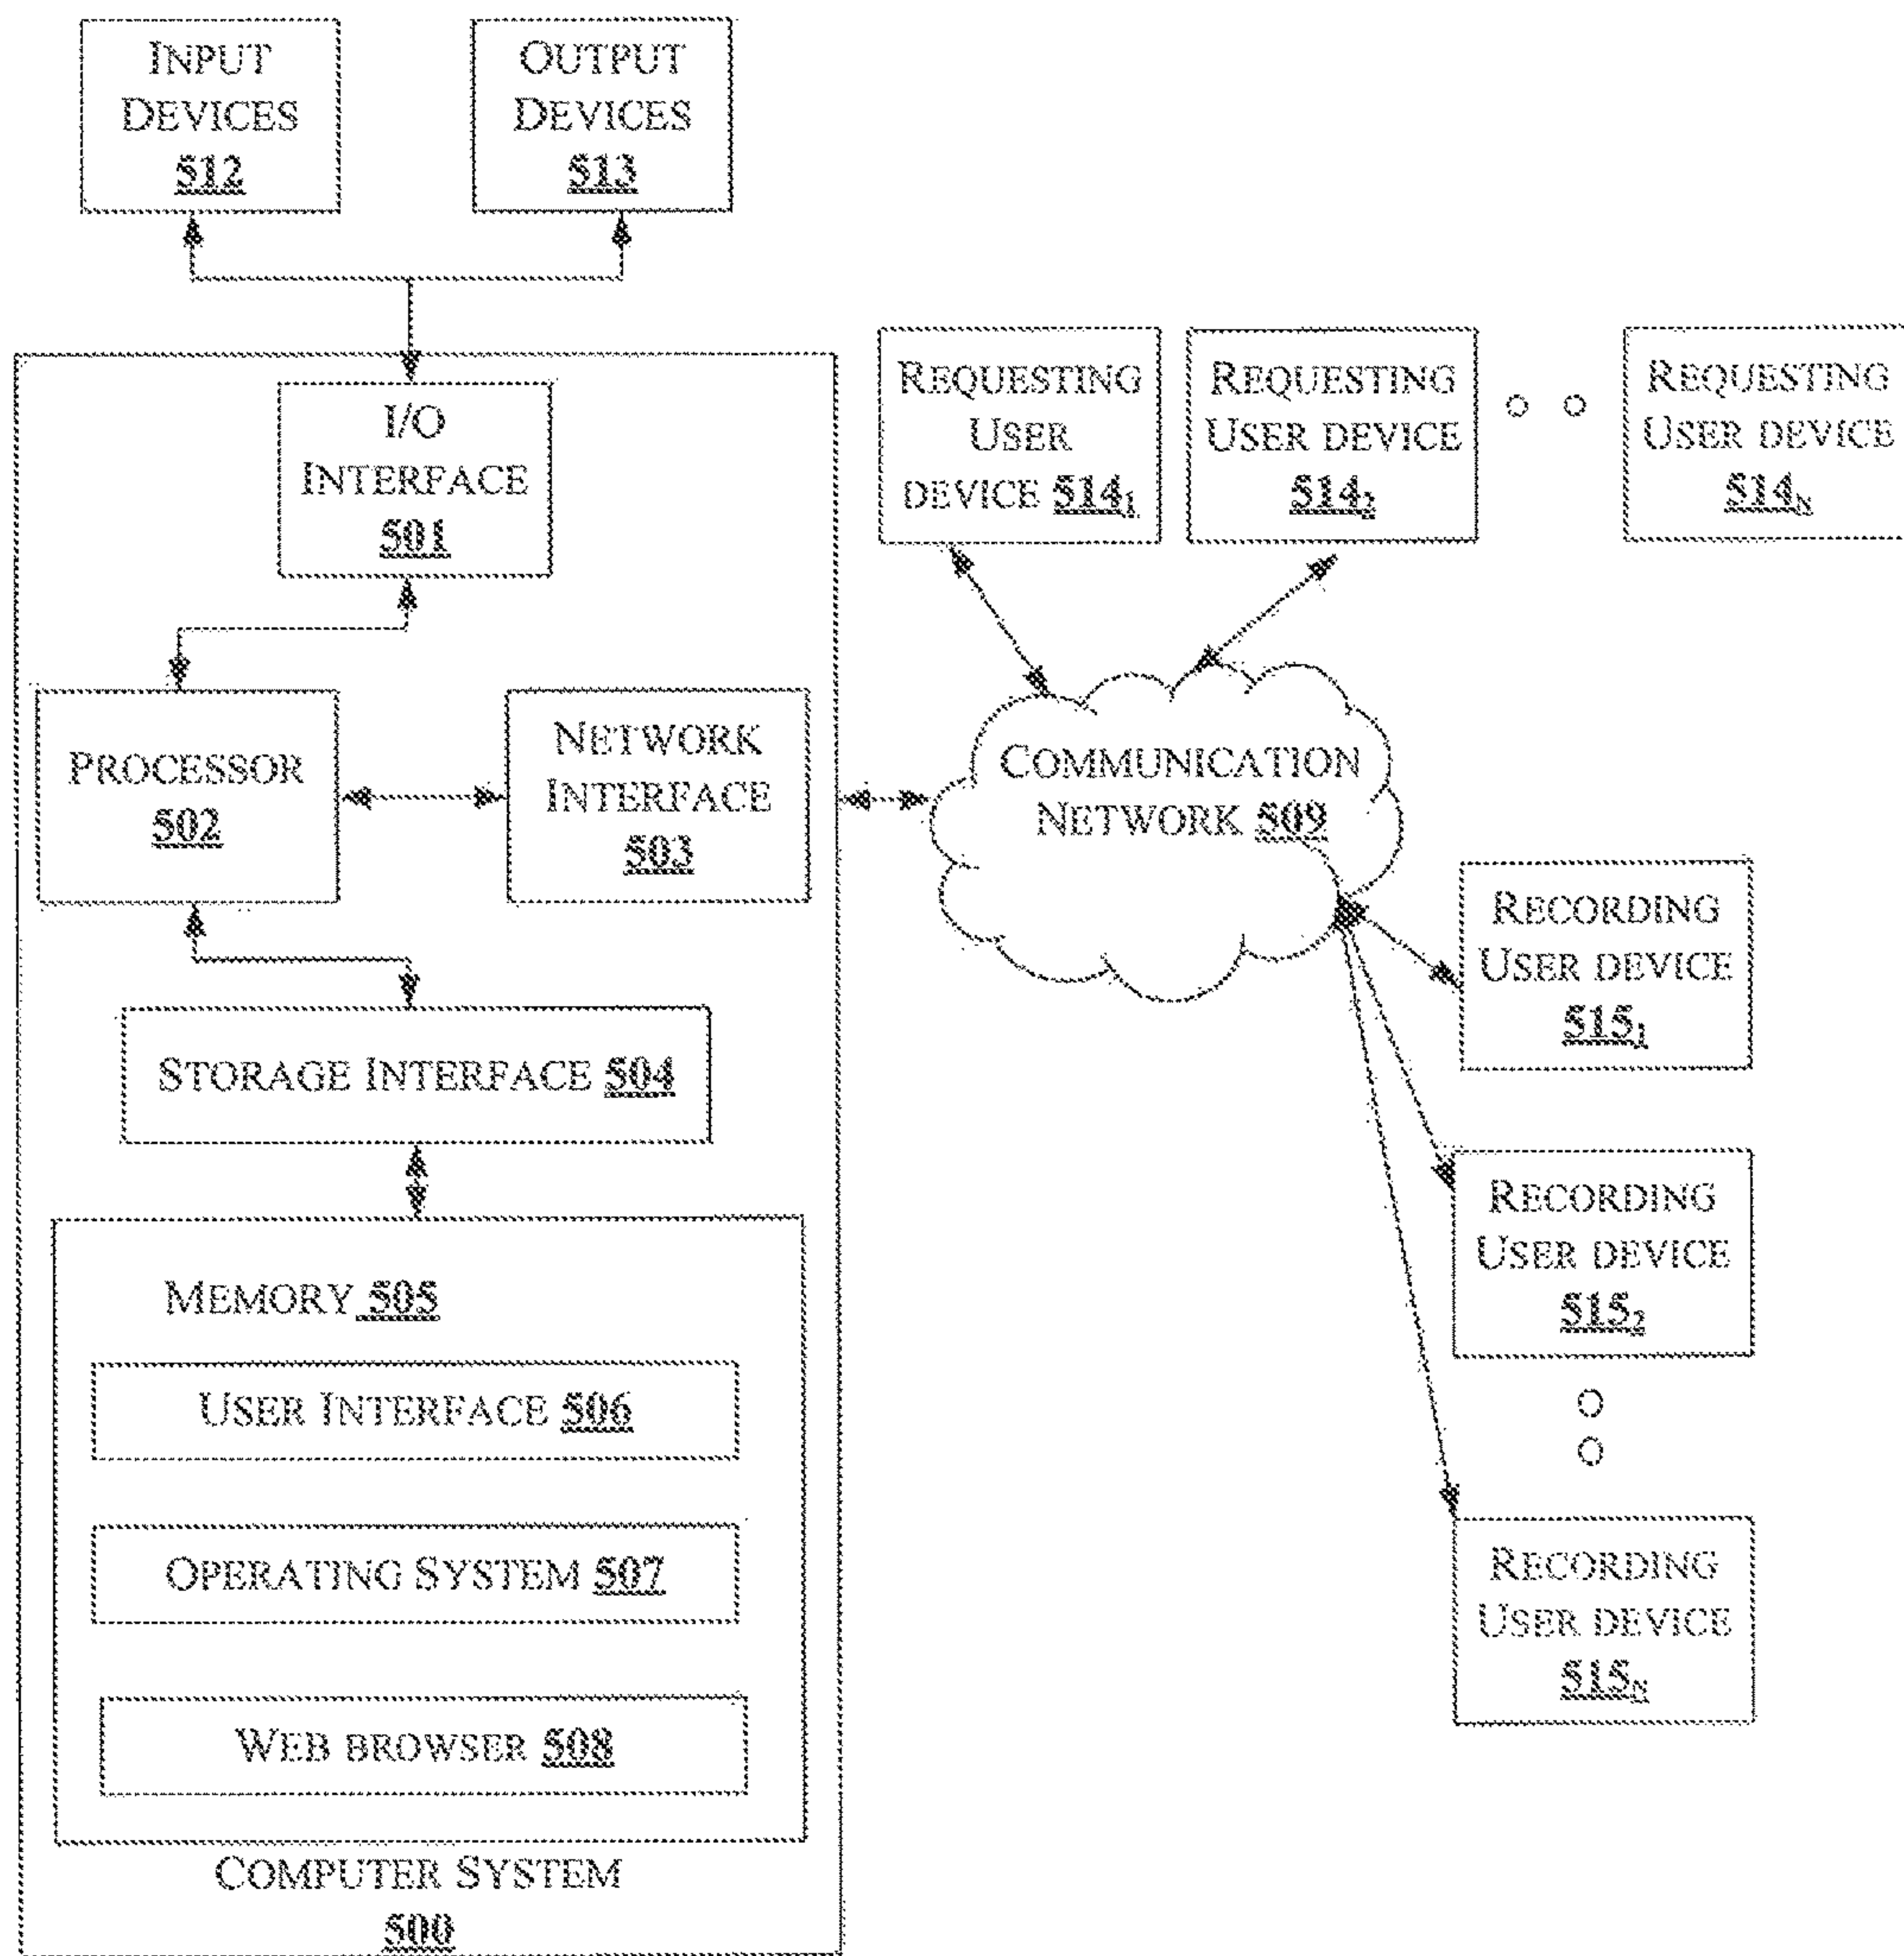 INPUT
DEVICES
512
OUTPUT
DEVICES
513
I/O
INTERFACE
501
PROCESSOR
502
NETWORK
INTERFACE
503
STORAGE INTERFACE 504
MEMORY 505
USER INTERFACE 506
OPERATING SYSTEM 507
WEB BROWSER 508
COMPUTER SYSTEM
500
REQUESTING
USER
DEVICE 514₁
REQUESTING
USER DEVICE
514₂
REQUESTING
USER DEVICE
514ₙ
COMMUNICATION
NETWORK 509
RECORDING
USER DEVICE
515₁
RECORDING
USER DEVICE
515₂
RECORDING
USER DEVICE
515ₙ